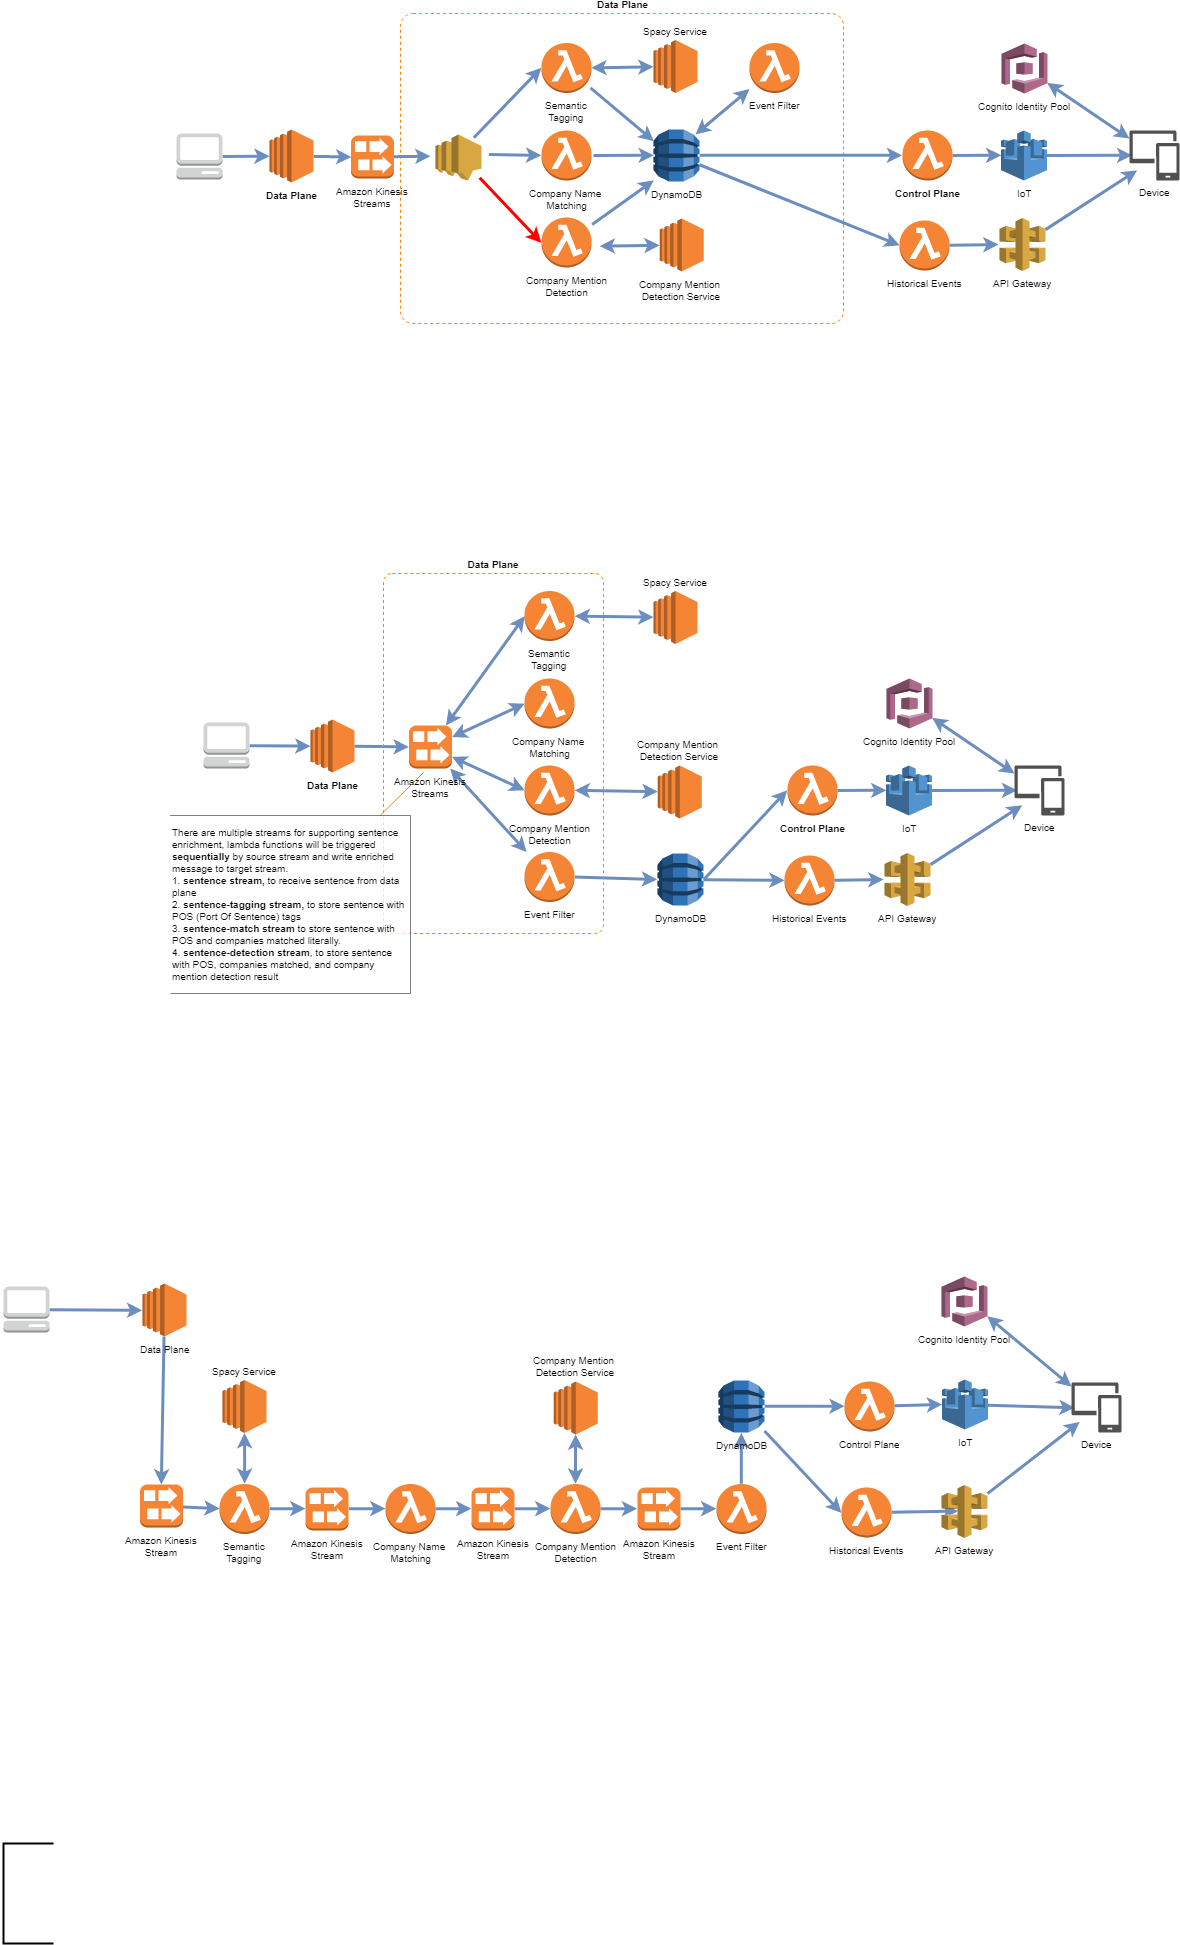 Data Plane
Spacy Service
Semantic
Tagging
Event Filter
Cognito Identity Pool
Data Plane
Amazon Kinesis
Streams
Company Name
Matching
DynamoDB
Control Plane
IoT
Device
Company Mention
Detection
Company Mention
Detection Service
Historical Events
API Gateway
Data Plane
Spacy Service
Semantic
Tagging
Company Name
Matching
Company Mention
Detection Service
Cognito Identity Pool
Data Plane
Amazon Kinesis
Streams
Company Mention
Detection
Control Plane
IoT
Device
There are multiple streams for supporting sentence
enrichment, lambda functions will be triggered
sequentially by source stream and write enriched
message to target stream.
1. sentence stream, to receive sentence from data
plane
2. sentence-tagging stream, to store sentence with
POS (Port Of Sentence) tags
3. sentence-match stream to store sentence with
POS and companies matched literally.
4. sentence-detection stream, to store sentence
with POS, companies matched, and company
mention detection result
Event Filter
DynamoDB
Historical Events
API Gateway
Data Plane
Spacy Service
Company Mention
Detection Service
Cognito Identity Pool
DynamoDB
Control Plane
IoT
Device
Amazon Kinesis
Stream
Semantic
Tagging
Amazon Kinesis
Stream
Company Name
Matching
Amazon Kinesis
Stream
Company Mention
Detection
Amazon Kinesis
Stream
Event Filter
Historical Events
API Gateway